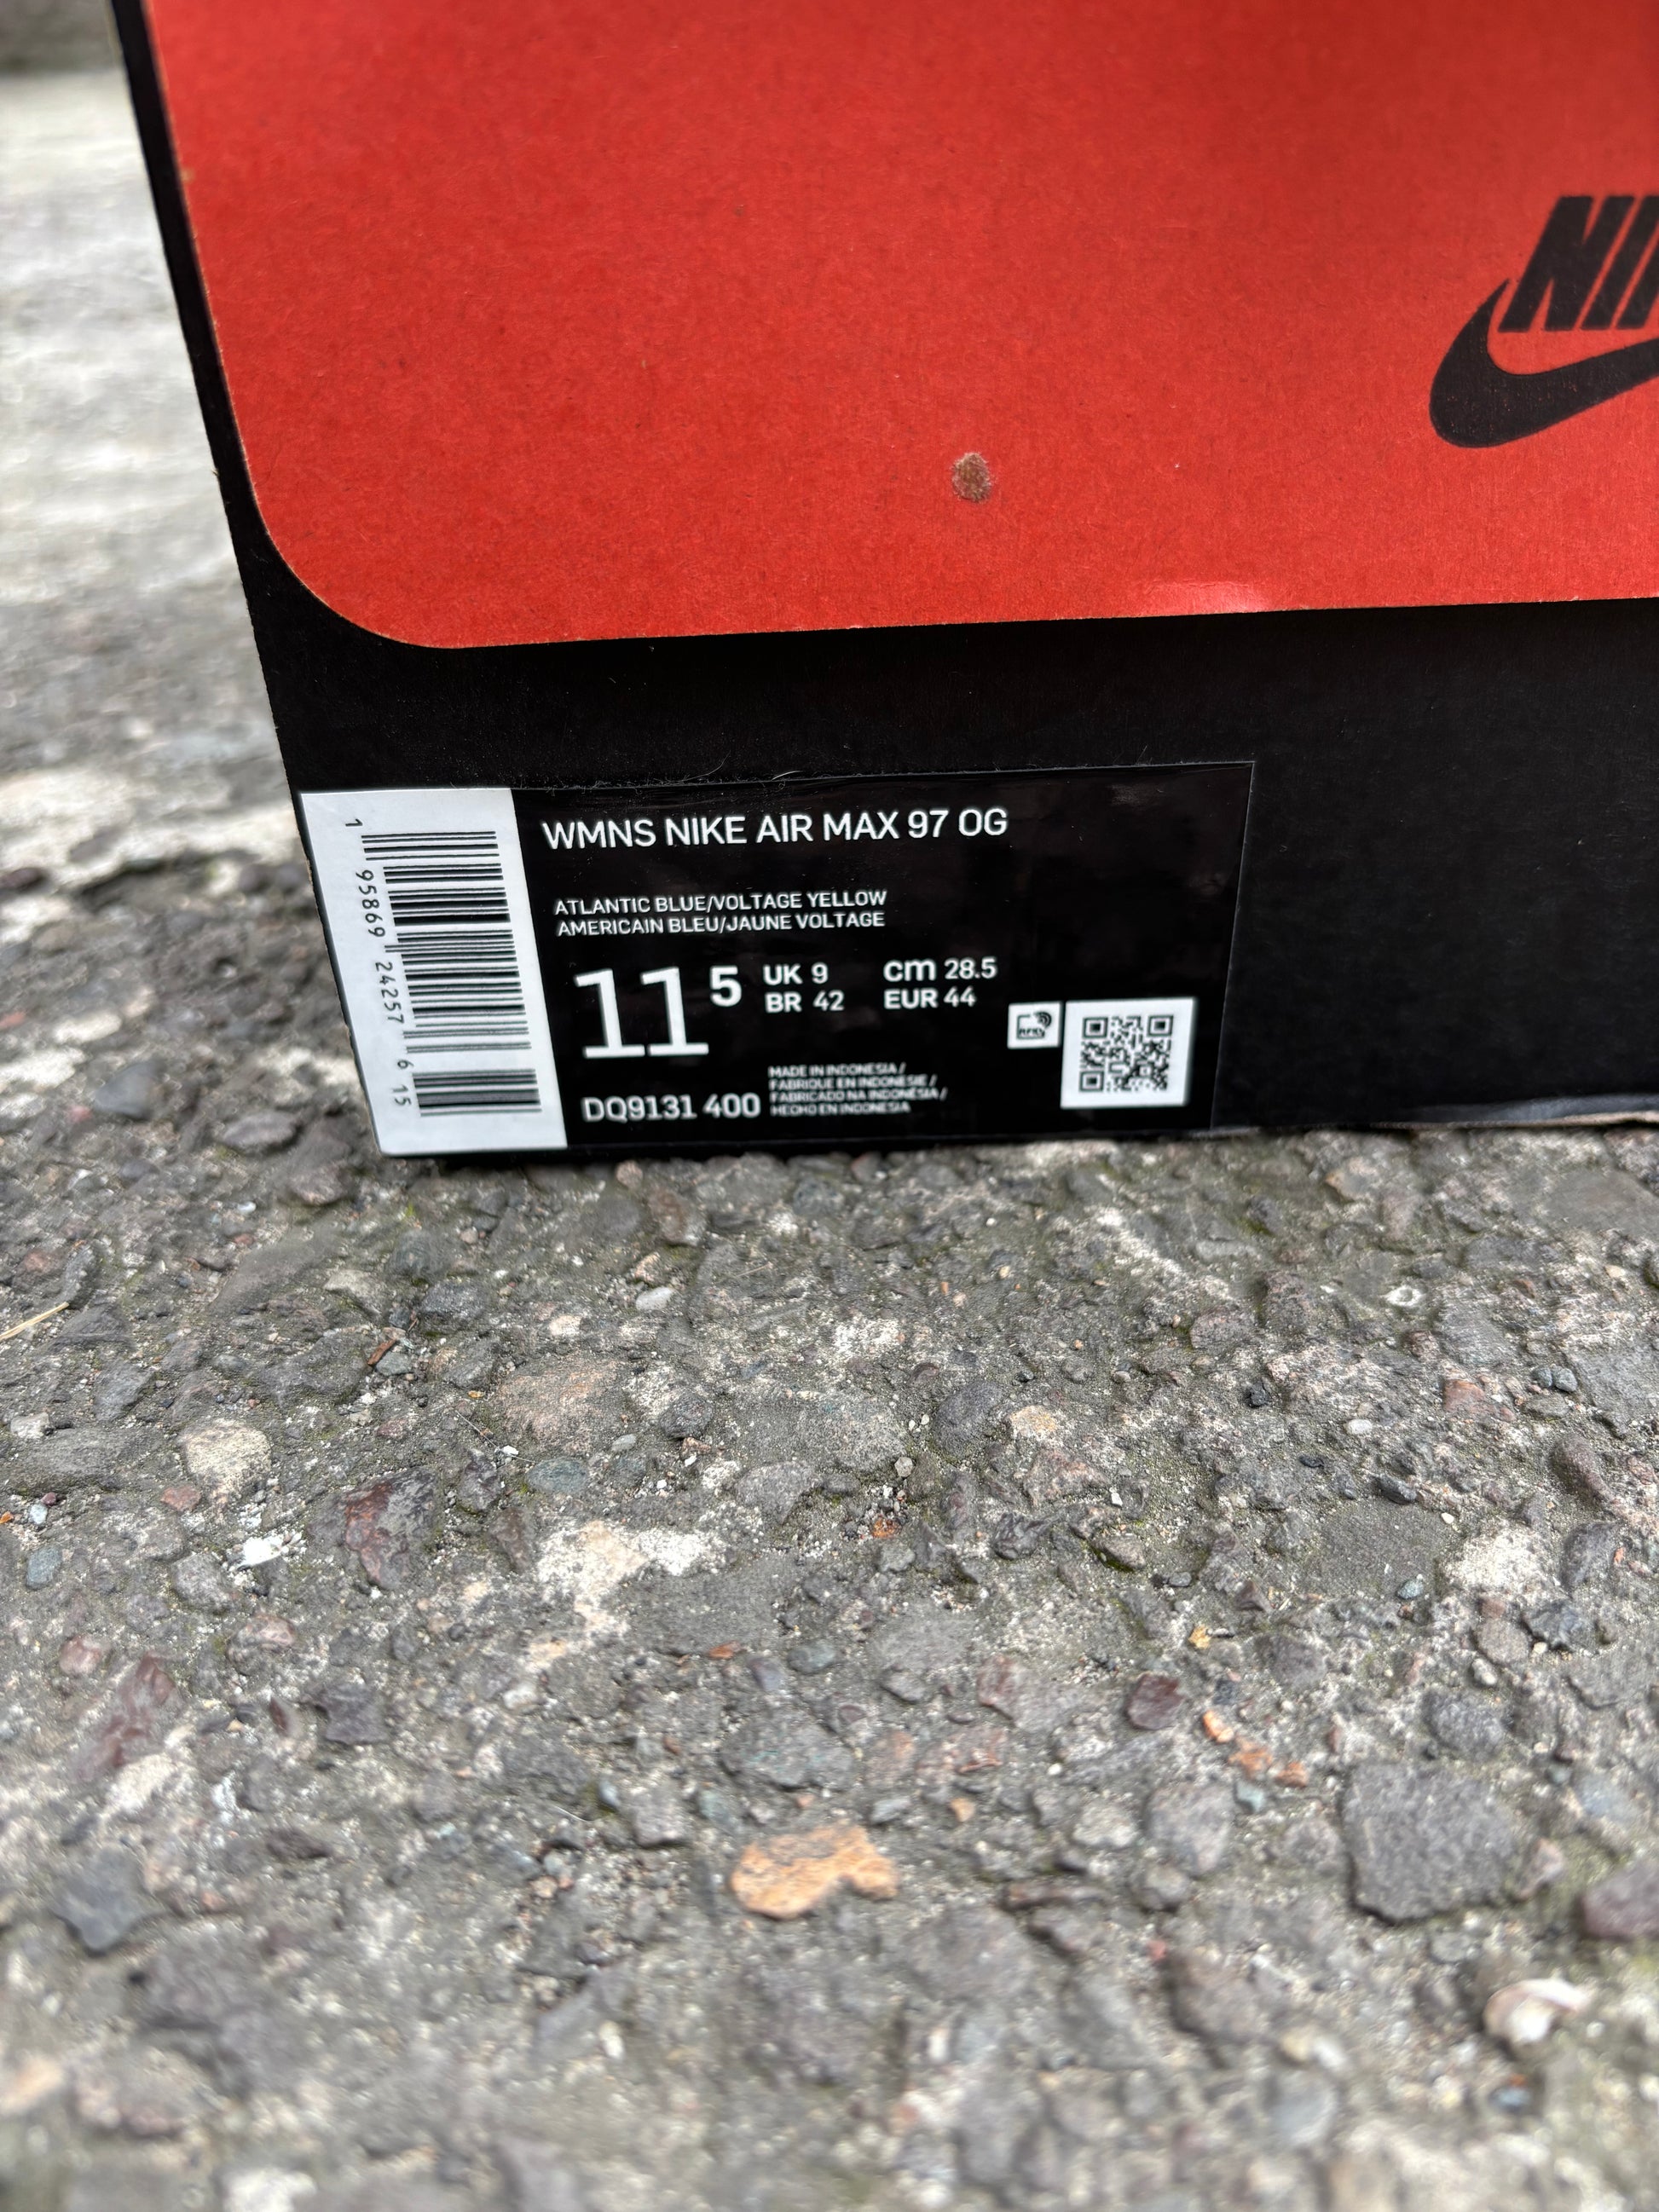 NI
WMNS NIKE AIR MAX 97 OG
ATLANTIC BLUE/VOLTAGE YELLOW
AMERICAIN BLEU/JAUNE VOLTAGE
11 5 UK 9 cm 28.5
BR 42 EUR 44
DQ9131 400
MADE IN INDONESIA /
FABRIQUE EN INDONESIE /
FABRICADO NA INDONESIA /
HECHO EN INDONESIA
1 95869 24257 6 15